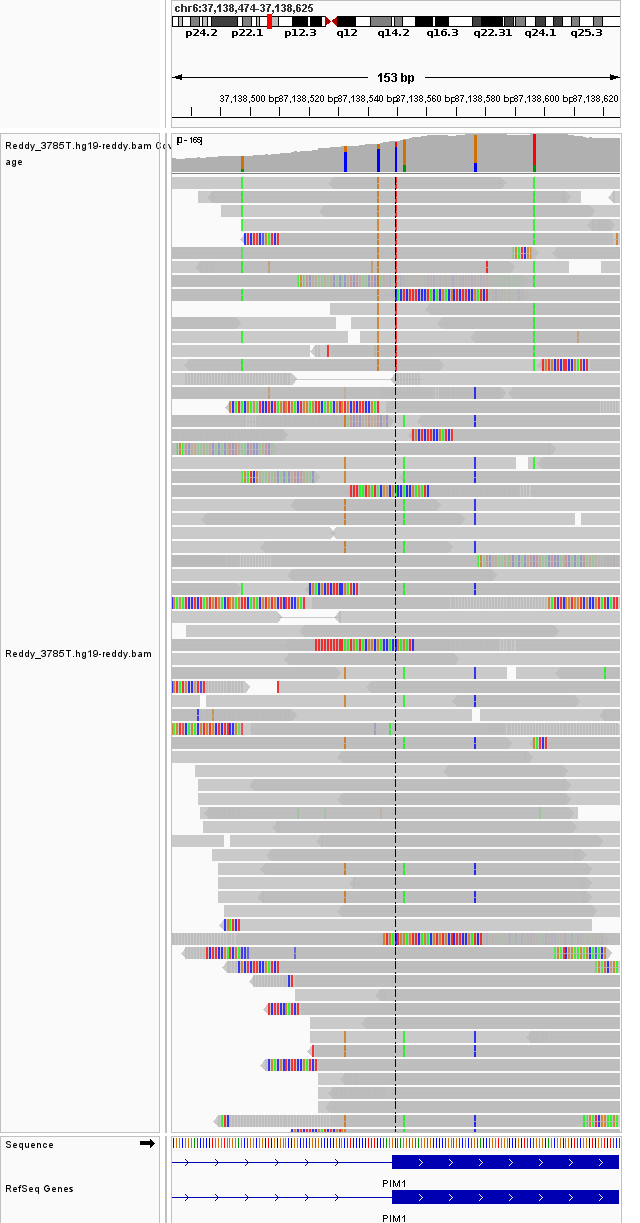 chr6:37,138,474-37,138,625
p24.2 p22.1 p12.3 q12 q14.2 q16.3 q22.31 q24.1 q25.3
153 bp
37,138,500 bp 37,138,520 bp 37,138,540 bp 37,138,560 bp 37,138,580 bp 37,138,600 bp 37,138,620
Reddy_3785T.hg19-reddy.bam Cov
age
[0 - 165]
Reddy_3785T.hg19-reddy.bam
Sequence
PIM1
RefSeq Genes
PIM1